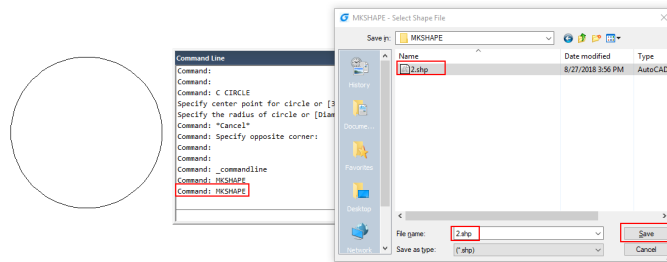 MKSHAPE - Select Shape File
Save in:
MKSHAPE
Name
Date modified
Type
2.shp
8/27/2018 3:56 PM
AutoCAD
History
Docume...
Favorites
Desktop
Network
File name:
2.shp
Save
Save as type:
(*.shp)
Cancel
Command Line
Command:
Command:
Command: C CIRCLE
Specify center point for circle or [3
Specify the radius of circle or [Diam
Command: *Cancel*
Command: Specify opposite corner:
Command:
Command:
Command: _commandline
Command: MKSHAPE
Command: MKSHAPE